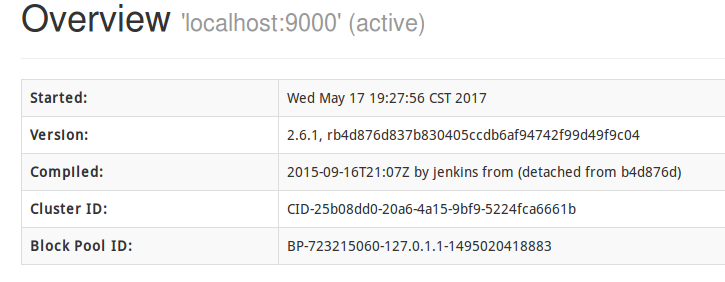 Overview 'localhost:9000' (active)
Started: Wed May 17 19:27:56 CST 2017
Version: 2.6.1, rb4d876d837b830405ccdb6af94742f99d49f9c04
Compiled: 2015-09-16T21:07Z by jenkins from (detached from b4d876d)
Cluster ID: CID-25b08dd0-20a6-4a15-9bf9-5224fca6661b
Block Pool ID: BP-723215060-127.0.1.1-1495020418883